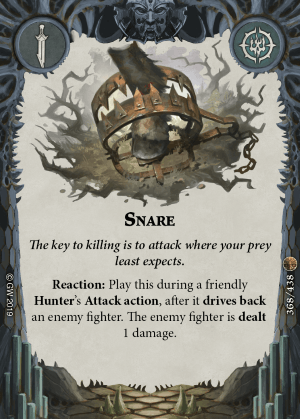 SNARE
The key to killing is to attack where your prey
least expects.
Reaction: Play this during a friendly
Hunter's Attack action, after it drives back
an enemy fighter. The enemy fighter is dealt
1 damage.
© GW 2019
368/438